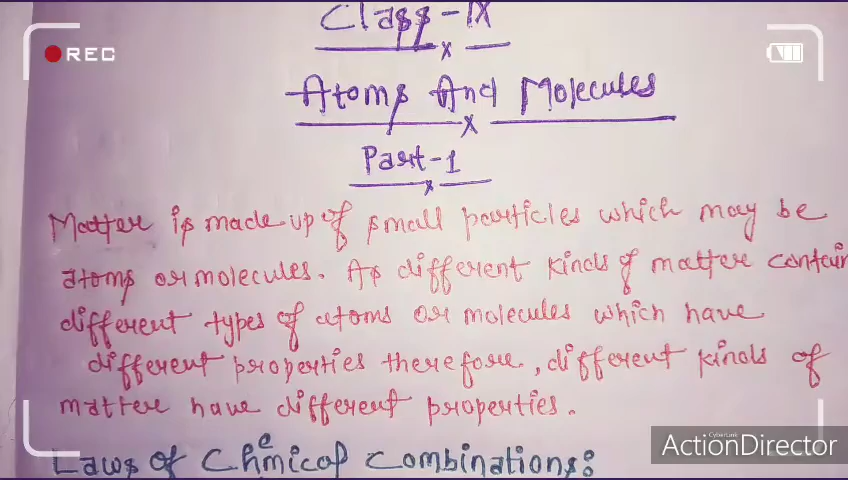 Class-IX
REC
Atoms And Molecules
Part-1
Matter is made up of small particles which may be
atoms or molecules. As different kinds of matter contain
different types of atoms or molecules which have
different properties therefore, different kinds of
matter have different properties.
Laws of Chemical Combinations:
CyberLink
ActionDirector